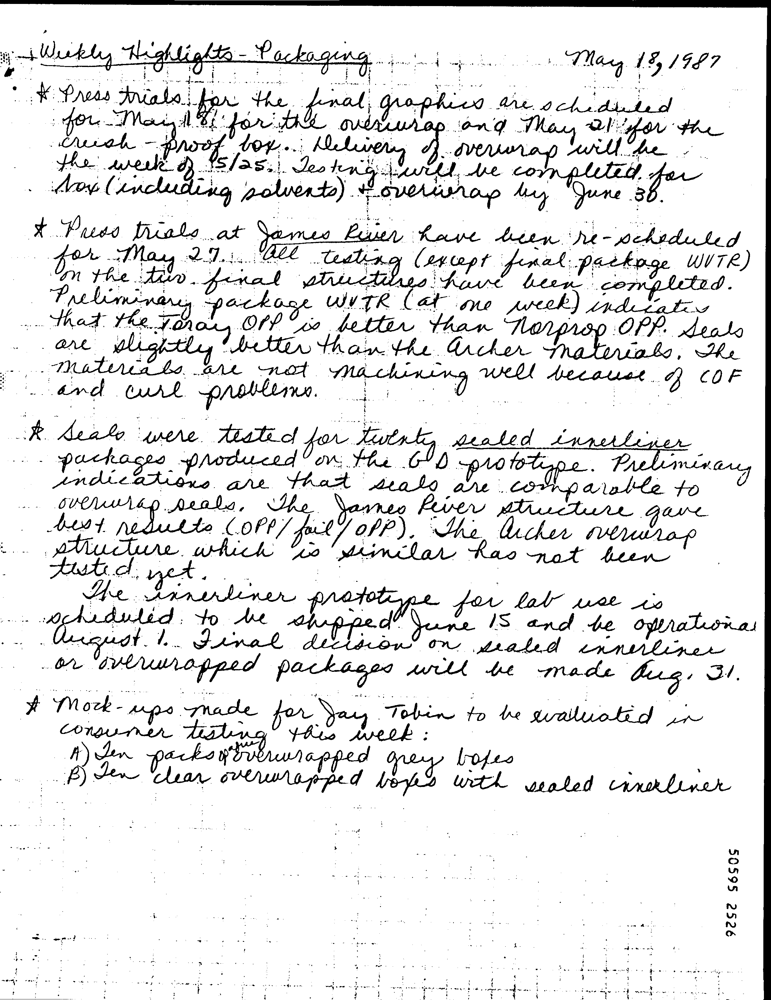 Weekly Highlights - Packaging May 18, 1987
* Press trials for the final graphics are scheduled
for May 18 for the overwrap and May 21 for the
crush-proof box. Delivery of overwrap will be
the week of 5/25. Testing will be completed for
box (including solvents) + overwrap by June 30.
* Press trials at James River have been re-scheduled
for May 27. All testing (except final package WVTR)
on the two final structures have been completed.
Preliminary package WVTR (at one week) indicates
that the Toray OPP is better than Norprop OPP. Seals
are slightly better than the Archer materials. The
materials are not machining well because of COF
and curl problems.
* Seals were tested for twenty sealed innerliner
packages produced on the GD prototype. Preliminary
indications are that seals are comparable to
overwrap seals. The James River structure gave
best results (OPP/foil/OPP). The Archer overwrap
structure which is similar has not been
tested yet.
The innerliner prototype for lab use is
scheduled to be shipped June 15 and be operational
August 1. Final decision on sealed innerliner
or overwrapped packages will be made Aug. 31.
* Mock-ups made for Jay Tobin to be evaluated in
consumer testing this week:
A) Ten packs overwrapped grey boxes
B) Ten clear overwrapped boxes with sealed innerliner
50595 2526